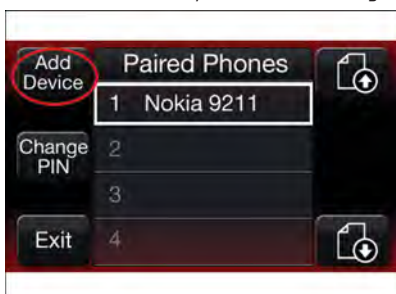 Add
Device
Paired Phones
1 Nokia 9211
Change
PIN
2
3
Exit
4